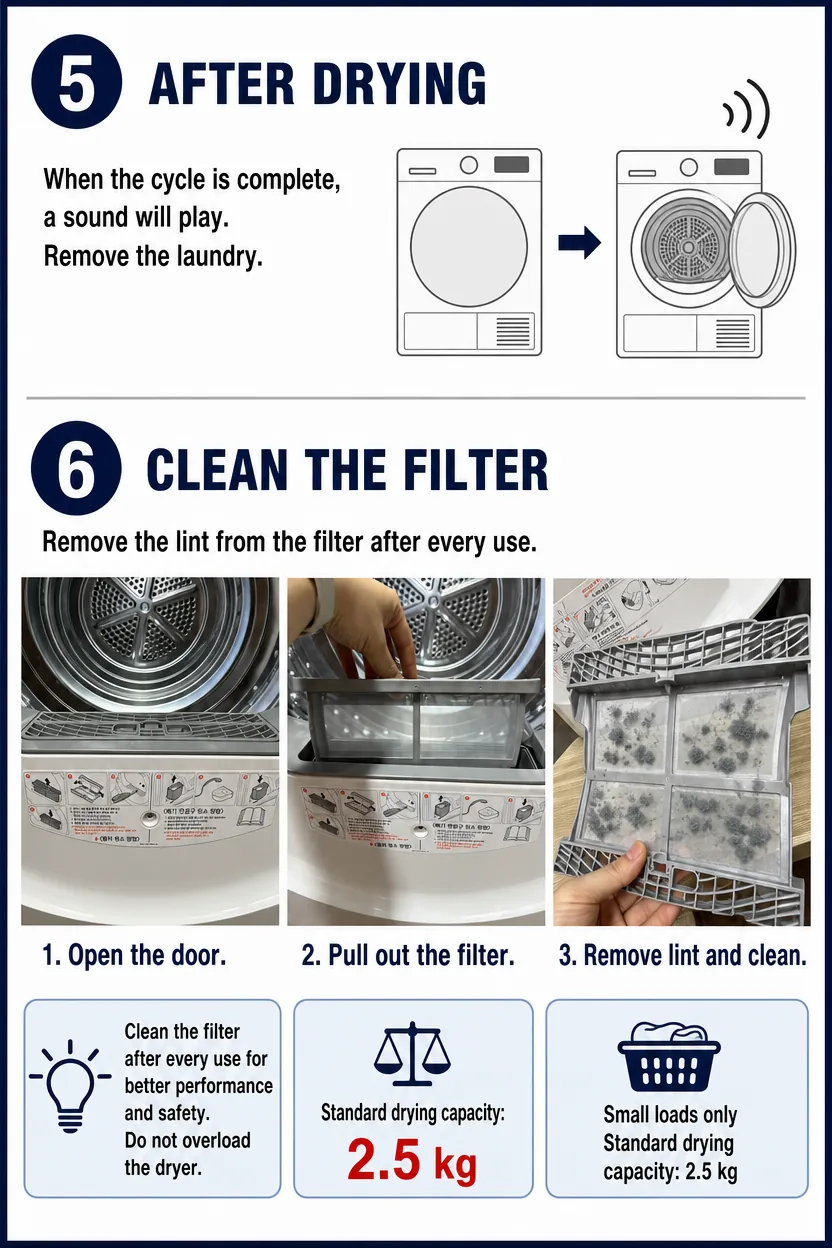 5 AFTER DRYING
When the cycle is complete,
a sound will play.
Remove the laundry.
6 CLEAN THE FILTER
Remove the lint from the filter after every use.
1. Open the door.
2. Pull out the filter.
3. Remove lint and clean.
Clean the filter
after every use for
better performance
and safety.
Do not overload
the dryer.
Standard drying capacity:
2.5 kg
Small loads only
Standard drying
capacity: 2.5 kg